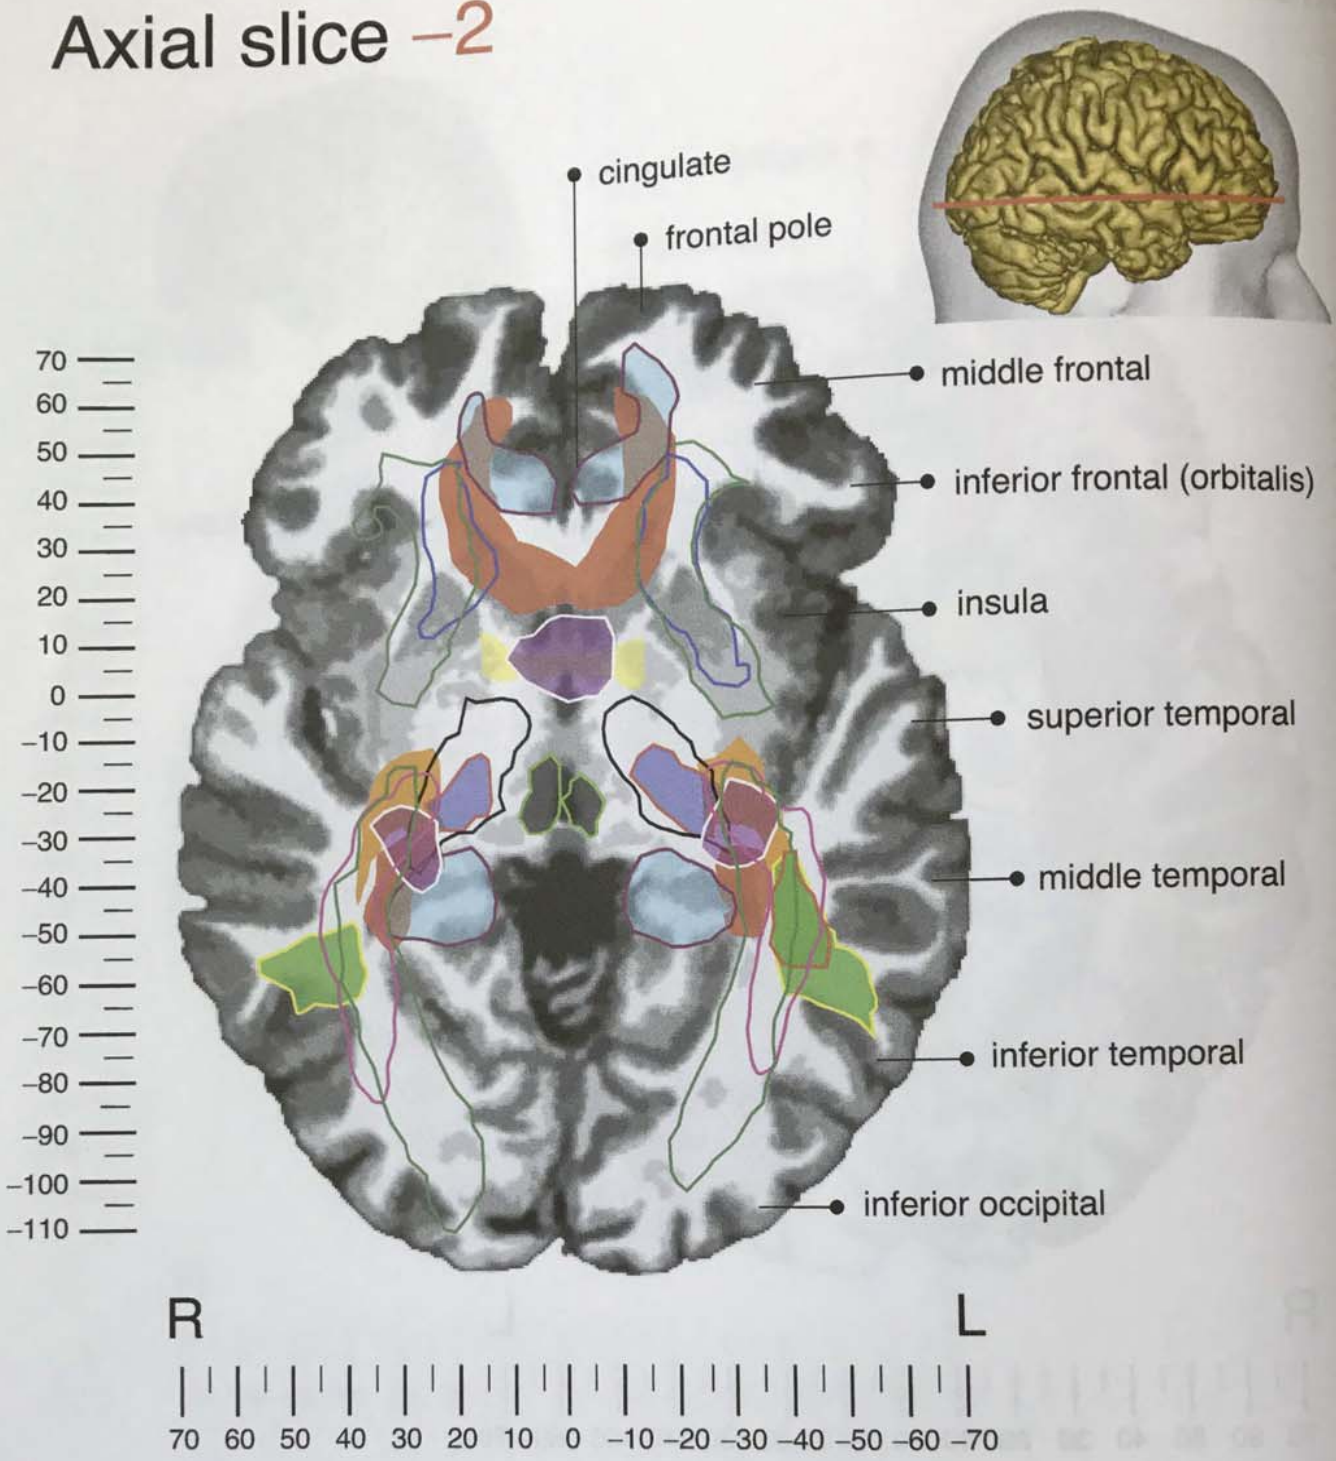 Axial slice –2
cingulate
frontal pole
middle frontal
inferior frontal (orbitalis)
insula
superior temporal
middle temporal
inferior temporal
inferior occipital
70
60
50
40
30
20
10
0
–10
–20
–30
–40
–50
–60
–70
–80
–90
–100
–110
R L
70 60 50 40 30 20 10 0 –10 –20 –30 –40 –50 –60 –70